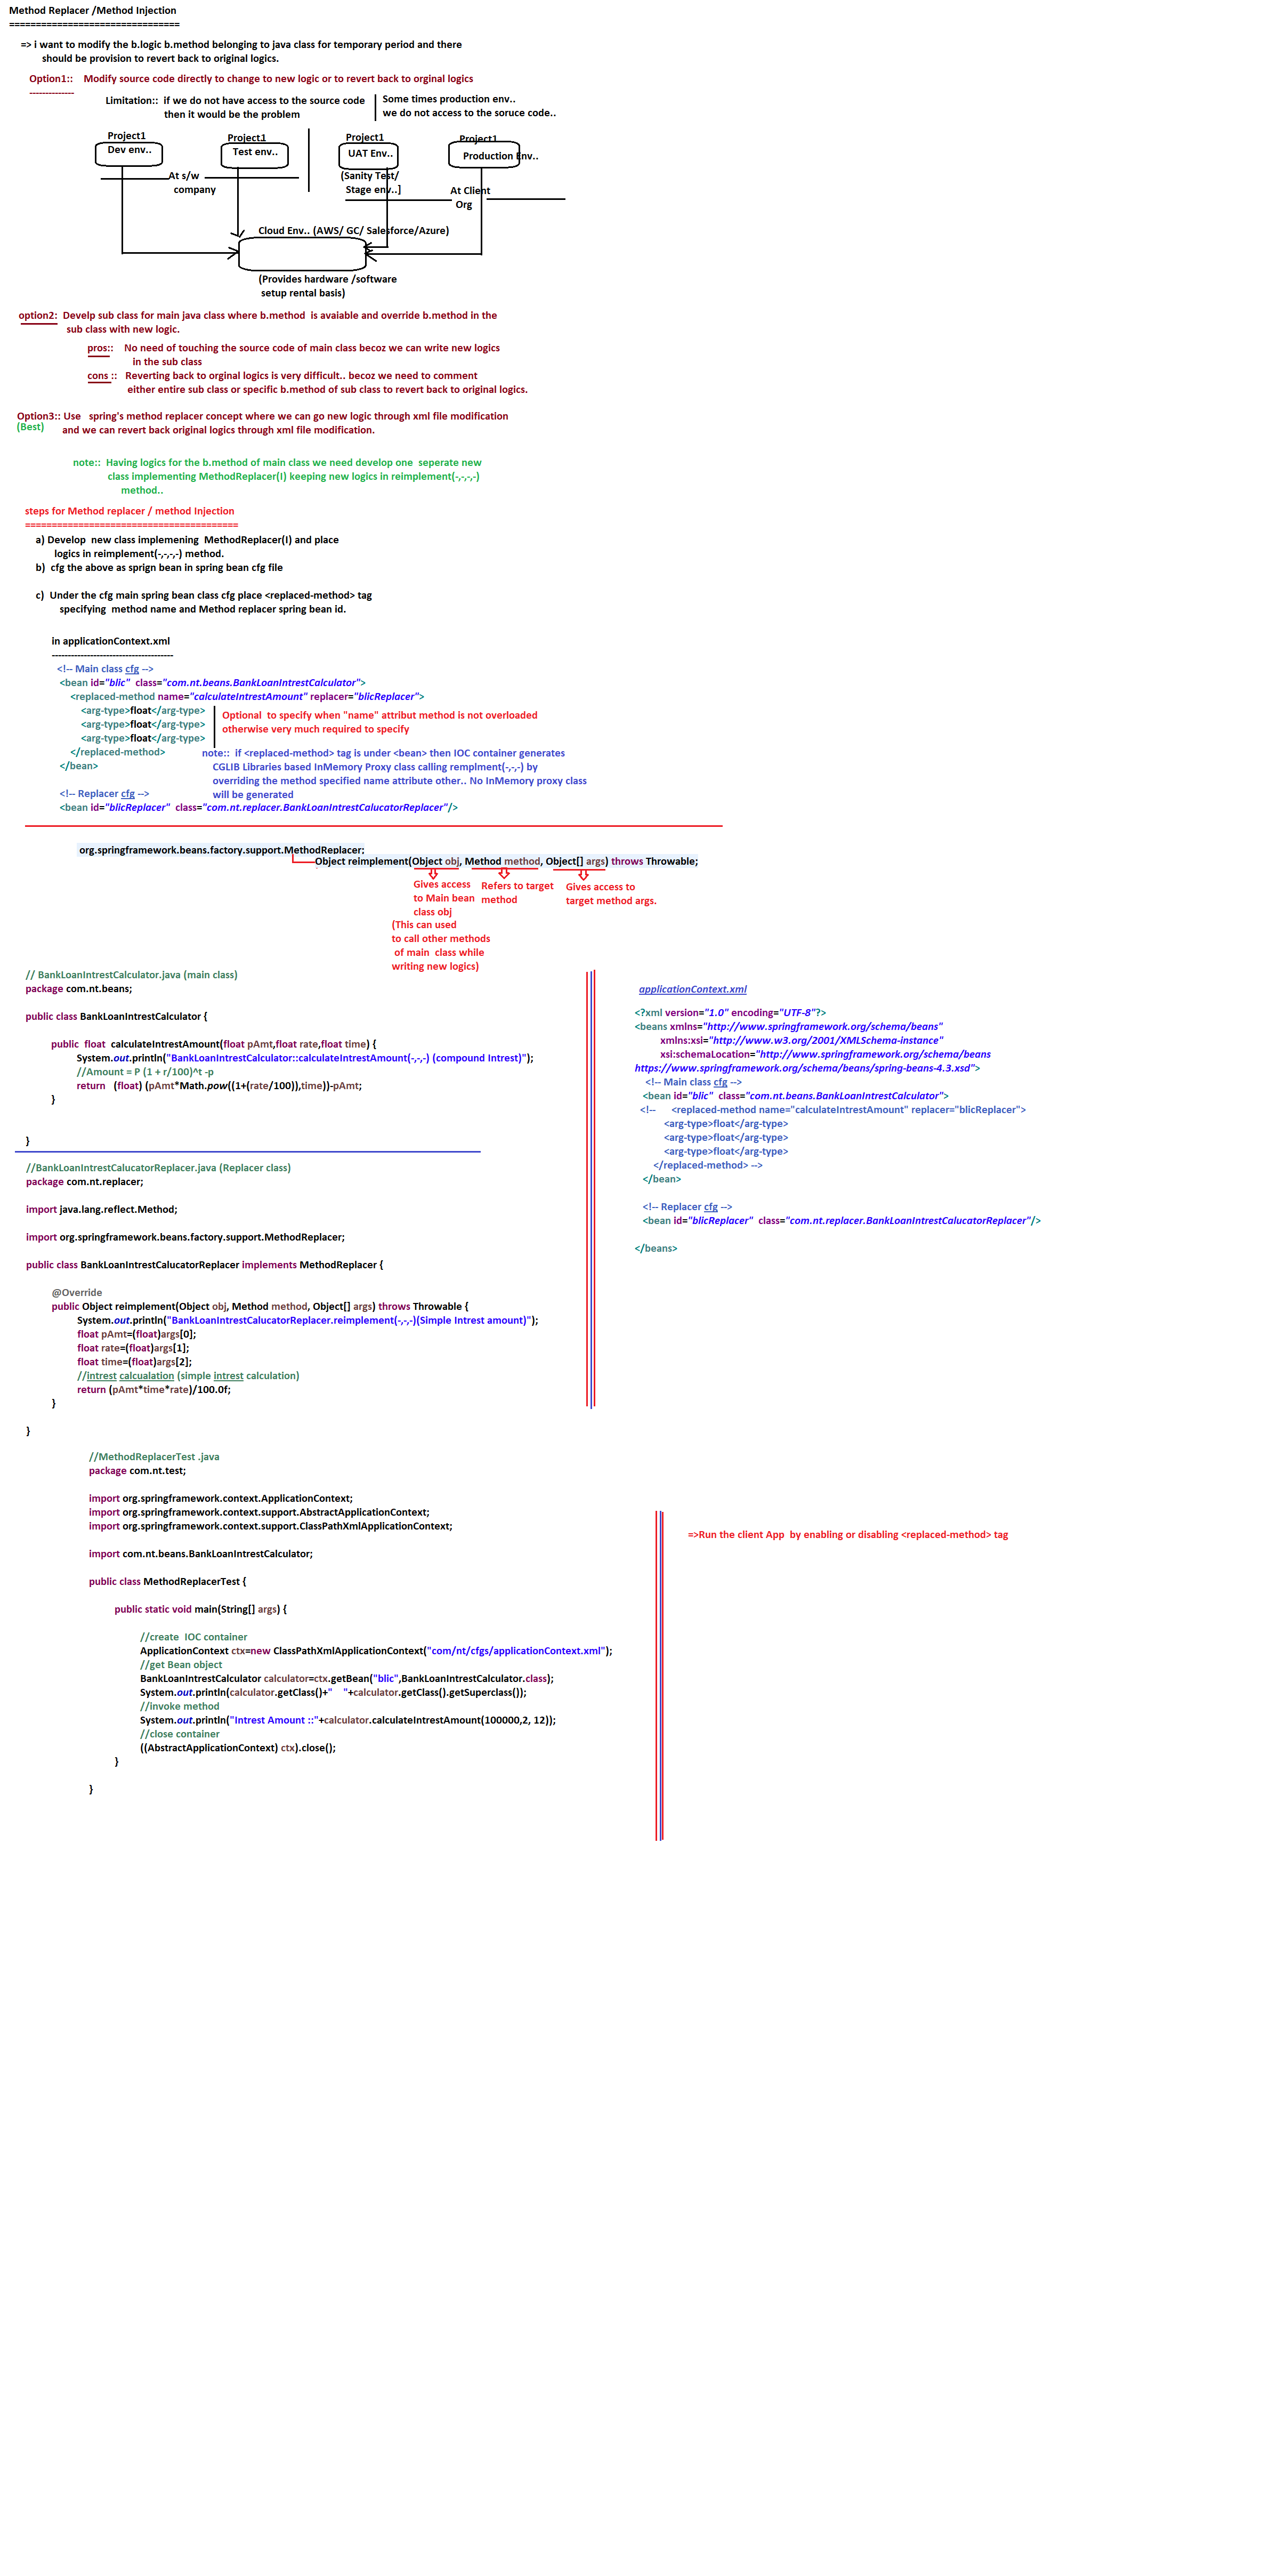 Method Replacer /Method Injection
================================
=> i want to modify the b.logic b.method belonging to java class for temporary period and there
should be provision to revert back to original logics.
Option1:: Modify source code directly to change to new logic or to revert back to orginal logics
--------------
Limitation:: if we do not have access to the source code
then it would be the problem
Some times production env..
we do not access to the soruce code..
Project1
Dev env..
Project1
Test env..
Project1
UAT Env..
Project1
Production Env..
At s/w
company
(Sanity Test/
Stage env..]
At Client
Org
Cloud Env.. (AWS/ GC/ Salesforce/Azure)
(Provides hardware /software
setup rental basis)
option2: Develp sub class for main java class where b.method is avaiable and override b.method in the
sub class with new logic.
pros:: No need of touching the source code of main class becoz we can write new logics
in the sub class
cons :: Reverting back to orginal logics is very difficult.. becoz we need to comment
either entire sub class or specific b.method of sub class to revert back to original logics.
Option3:: Use spring's method replacer concept where we can go new logic through xml file modification
(Best) and we can revert back original logics through xml file modification.
note:: Having logics for the b.method of main class we need develop one seperate new
class implementing MethodReplacer(I) keeping new logics in reimplement(-,-,-,-)
method..
steps for Method replacer / method Injection
========================================
a) Develop new class implemening MethodReplacer(I) and place
logics in reimplement(-,-,-,-) method.
b) cfg the above as sprign bean in spring bean cfg file
c) Under the cfg main spring bean class cfg place <replaced-method> tag
specifying method name and Method replacer spring bean id.
in applicationContext.xml
--------------------------------------
<!-- Main class cfg -->
<bean id="blic" class="com.nt.beans.BankLoanIntrestCalculator">
<replaced-method name="calculateIntrestAmount" replacer="blicReplacer">
<arg-type>float</arg-type>
<arg-type>float</arg-type>
<arg-type>float</arg-type>
</replaced-method>
</bean>
Optional to specify when "name" attribut method is not overloaded
otherwise very much required to specify
note:: if <replaced-method> tag is under <bean> then IOC container generates
CGLIB Libraries based InMemory Proxy class calling remplment(-,-,-) by
overriding the method specified name attribute other.. No InMemory proxy class
will be generated
<!-- Replacer cfg -->
<bean id="blicReplacer" class="com.nt.replacer.BankLoanIntrestCalucatorReplacer"/>
org.springframework.beans.factory.support.MethodReplacer:
Object reimplement(Object obj, Method method, Object[] args) throws Throwable;
Gives access
to Main bean
class obj
(This can used
to call other methods
of main class while
writing new logics)
Refers to target
method
Gives access to
target method args.
// BankLoanIntrestCalculator.java (main class)
package com.nt.beans;
public class BankLoanIntrestCalculator {
public float calculateIntrestAmount(float pAmt,float rate,float time) {
System.out.println("BankLoanIntrestCalculator::calculateIntrestAmount(-,-,-) (compound Intrest)");
//Amount = P (1 + r/100)^t -p
return (float) (pAmt*Math.pow((1+(rate/100)),time))-pAmt;
}
}
//BankLoanIntrestCalucatorReplacer.java (Replacer class)
package com.nt.replacer;
import java.lang.reflect.Method;
import org.springframework.beans.factory.support.MethodReplacer;
public class BankLoanIntrestCalucatorReplacer implements MethodReplacer {
@Override
public Object reimplement(Object obj, Method method, Object[] args) throws Throwable {
System.out.println("BankLoanIntrestCalucatorReplacer.reimplement(-,-,-)(Simple Intrest amount)");
float pAmt=(float)args[0];
float rate=(float)args[1];
float time=(float)args[2];
//intrest calcualation (simple intrest calculation)
return (pAmt*time*rate)/100.0f;
}
}
applicationContext.xml
<?xml version="1.0" encoding="UTF-8"?>
<beans xmlns="http://www.springframework.org/schema/beans"
xmlns:xsi="http://www.w3.org/2001/XMLSchema-instance"
xsi:schemaLocation="http://www.springframework.org/schema/beans
https://www.springframework.org/schema/beans/spring-beans-4.3.xsd">
<!-- Main class cfg -->
<bean id="blic" class="com.nt.beans.BankLoanIntrestCalculator">
<!-- <replaced-method name="calculateIntrestAmount" replacer="blicReplacer">
<arg-type>float</arg-type>
<arg-type>float</arg-type>
<arg-type>float</arg-type>
</replaced-method> -->
</bean>
<!-- Replacer cfg -->
<bean id="blicReplacer" class="com.nt.replacer.BankLoanIntrestCalucatorReplacer"/>
</beans>
//MethodReplacerTest .java
package com.nt.test;
import org.springframework.context.ApplicationContext;
import org.springframework.context.support.AbstractApplicationContext;
import org.springframework.context.support.ClassPathXmlApplicationContext;
import com.nt.beans.BankLoanIntrestCalculator;
public class MethodReplacerTest {
public static void main(String[] args) {
//create IOC container
ApplicationContext ctx=new ClassPathXmlApplicationContext("com/nt/cfgs/applicationContext.xml");
//get Bean object
BankLoanIntrestCalculator calculator=ctx.getBean("blic",BankLoanIntrestCalculator.class);
System.out.println(calculator.getClass()+" "+calculator.getClass().getSuperclass());
//invoke method
System.out.println("Intrest Amount ::"+calculator.calculateIntrestAmount(100000,2, 12));
//close container
((AbstractApplicationContext) ctx).close();
}
}
=>Run the client App by enabling or disabling <replaced-method> tag